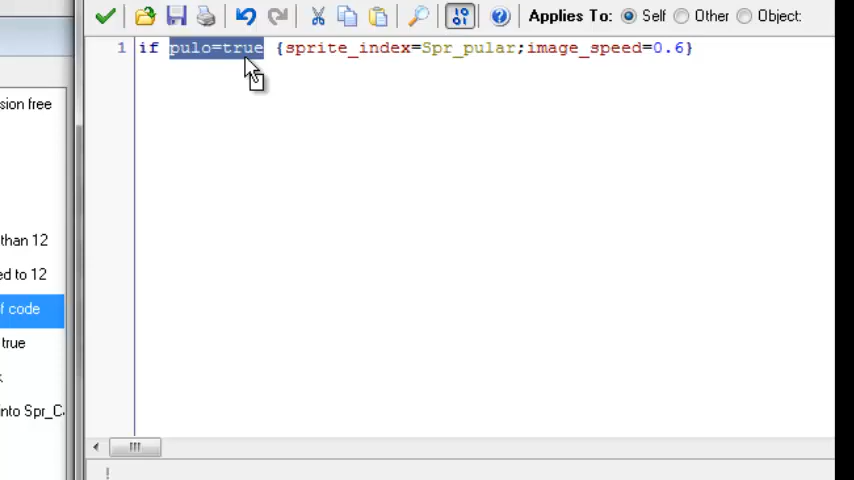 Applies To: Self Other Object:
1 if pulo=true {sprite_index=Spr_pular;image_speed=0.6}
sion free
than 12
ed to 12
f code
true
into Spr_C